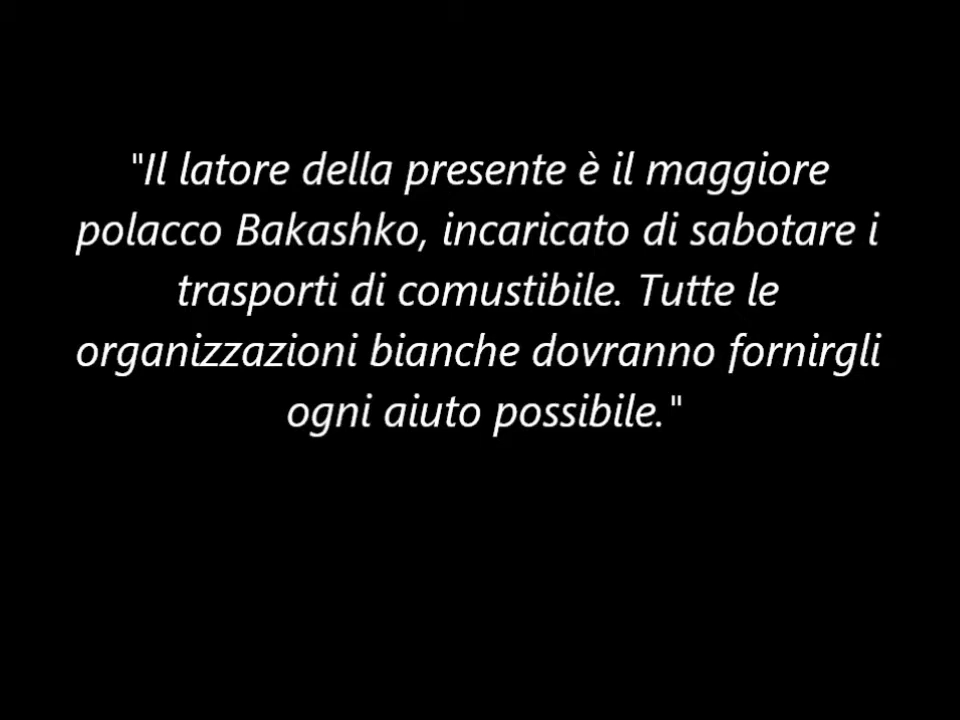 "Il latore della presente è il maggiore
polacco Bakashko, incaricato di sabotare i
trasporti di comustibile. Tutte le
organizzazioni bianche dovranno fornirgli
ogni aiuto possibile."